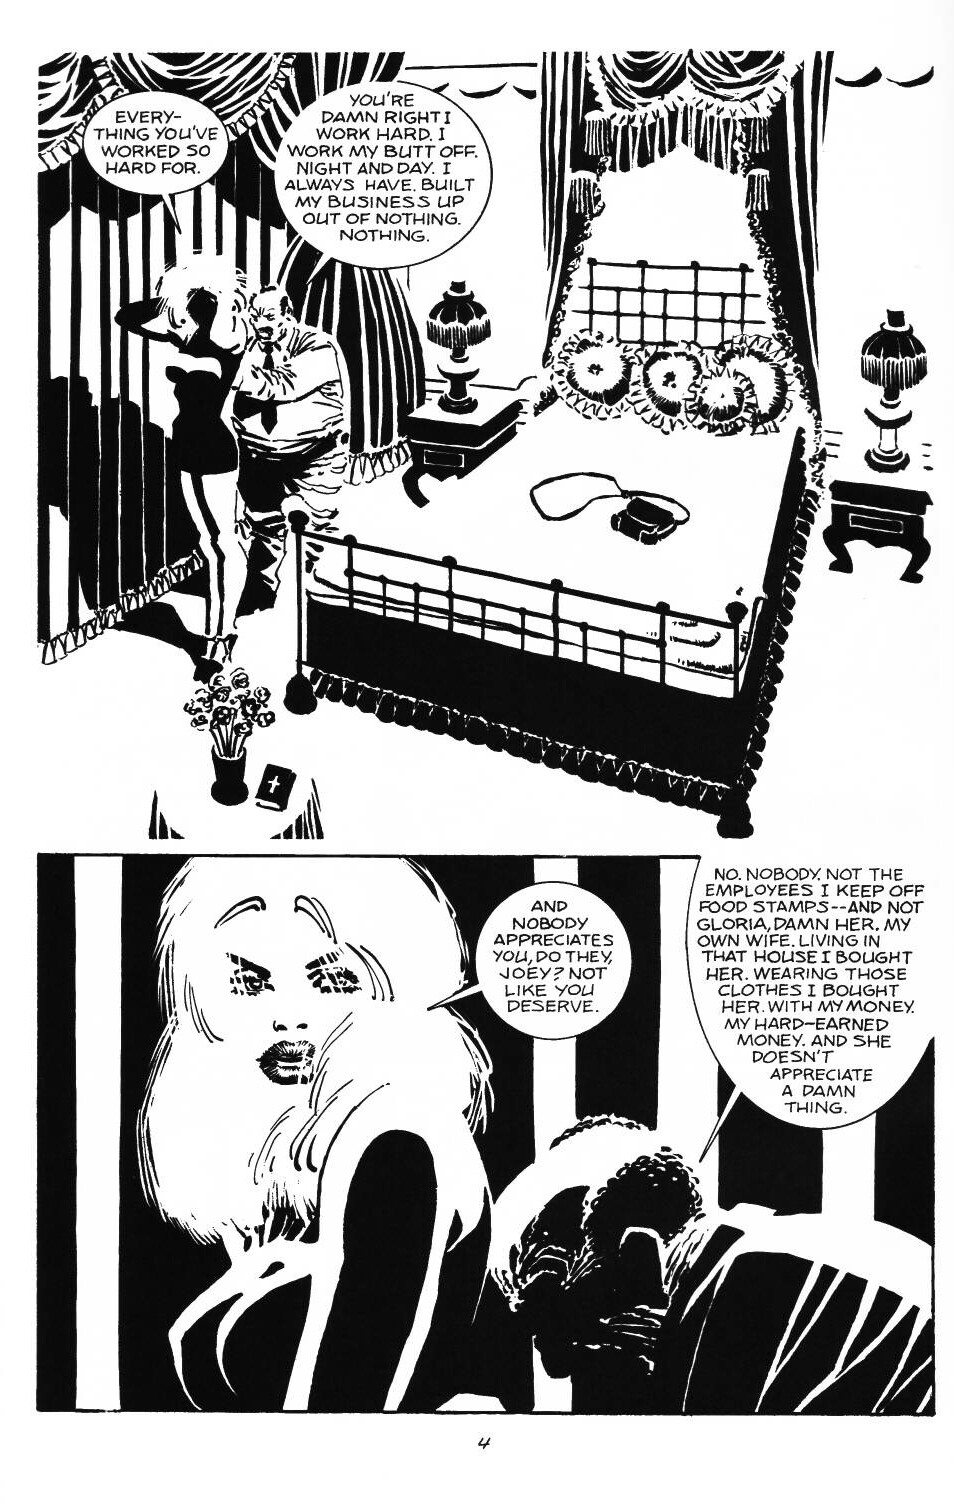 EVERY-
THING YOU'VE
WORKED SO
HARD FOR.
YOU'RE
DAMN RIGHT I
WORK HARD. I
WORK MY BUTT OFF.
NIGHT AND DAY. I
ALWAYS HAVE. BUILT
MY BUSINESS UP
OUT OF NOTHING.
NOTHING.
AND
NOBODY
APPRECIATES
YOU, DO THEY,
JOEY? NOT
LIKE YOU
DESERVE.
NO. NOBODY. NOT THE
EMPLOYEES I KEEP OFF
FOOD STAMPS--AND NOT
GLORIA, DAMN HER. MY
OWN WIFE. LIVING IN
THAT HOUSE I BOUGHT
HER. WEARING THOSE
CLOTHES I BOUGHT
HER. WITH MY MONEY.
MY HARD-EARNED
MONEY. AND SHE
DOESN'T
APPRECIATE
A DAMN
THING.
4